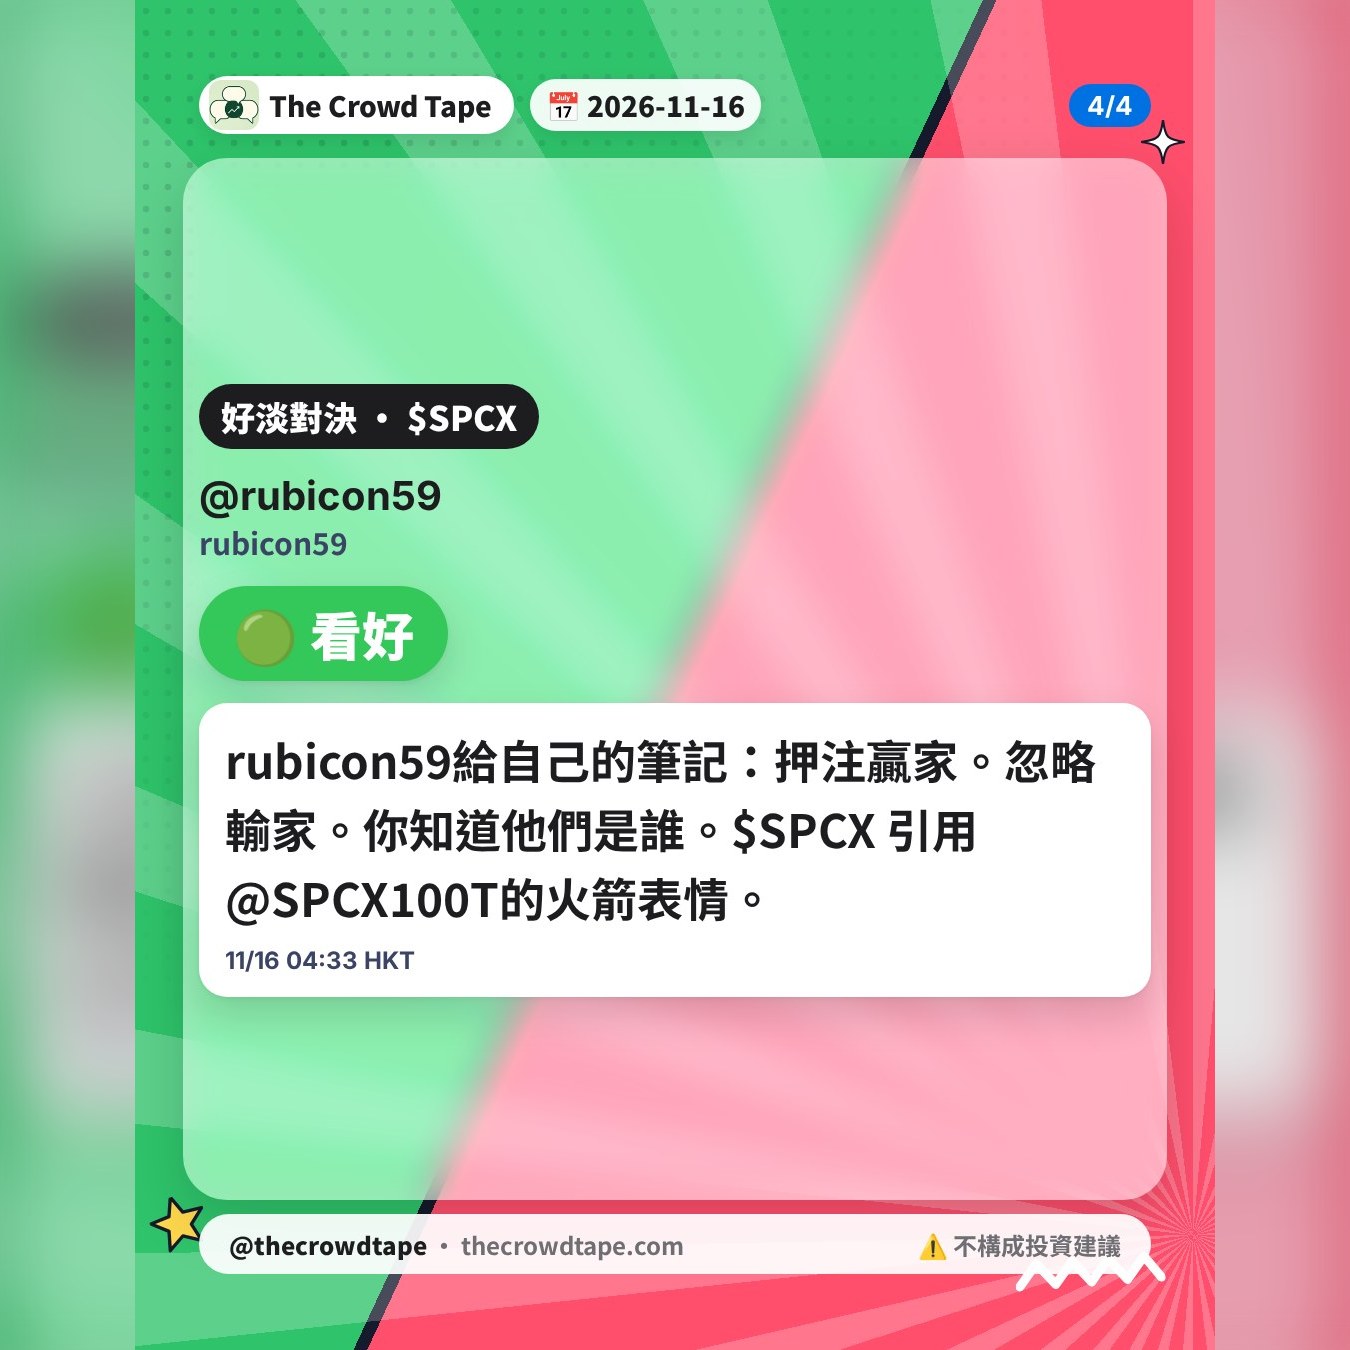 The Crowd Tape
2026-11-16
4/4
好淡對決 · $SPCX
@rubicon59
rubicon59
看好
rubicon59給自己的筆記：押注贏家。忽略
輸家。你知道他們是誰。$SPCX 引用
@SPCX100T的火箭表情。
11/16 04:33 HKT
@thecrowdtape · thecrowdtape.com
⚠️ 不構成投資建議